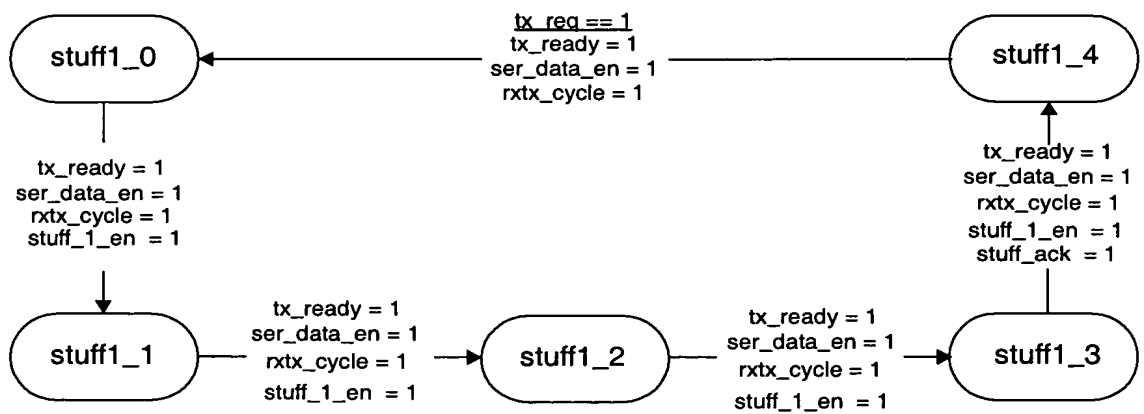 stuff1_0
tx_req == 1
tx_ready = 1
ser_data_en = 1
rxtx_cycle = 1
stuff1_4
tx_ready = 1
ser_data_en = 1
rxtx_cycle = 1
stuff_1_en = 1
tx_ready = 1
ser_data_en = 1
rxtx_cycle = 1
stuff_1_en = 1
stuff_ack = 1
stuff1_1
tx_ready = 1
ser_data_en = 1
rxtx_cycle = 1
stuff_1_en = 1
stuff1_2
tx_ready = 1
ser_data_en = 1
rxtx_cycle = 1
stuff_1_en = 1
stuff1_3